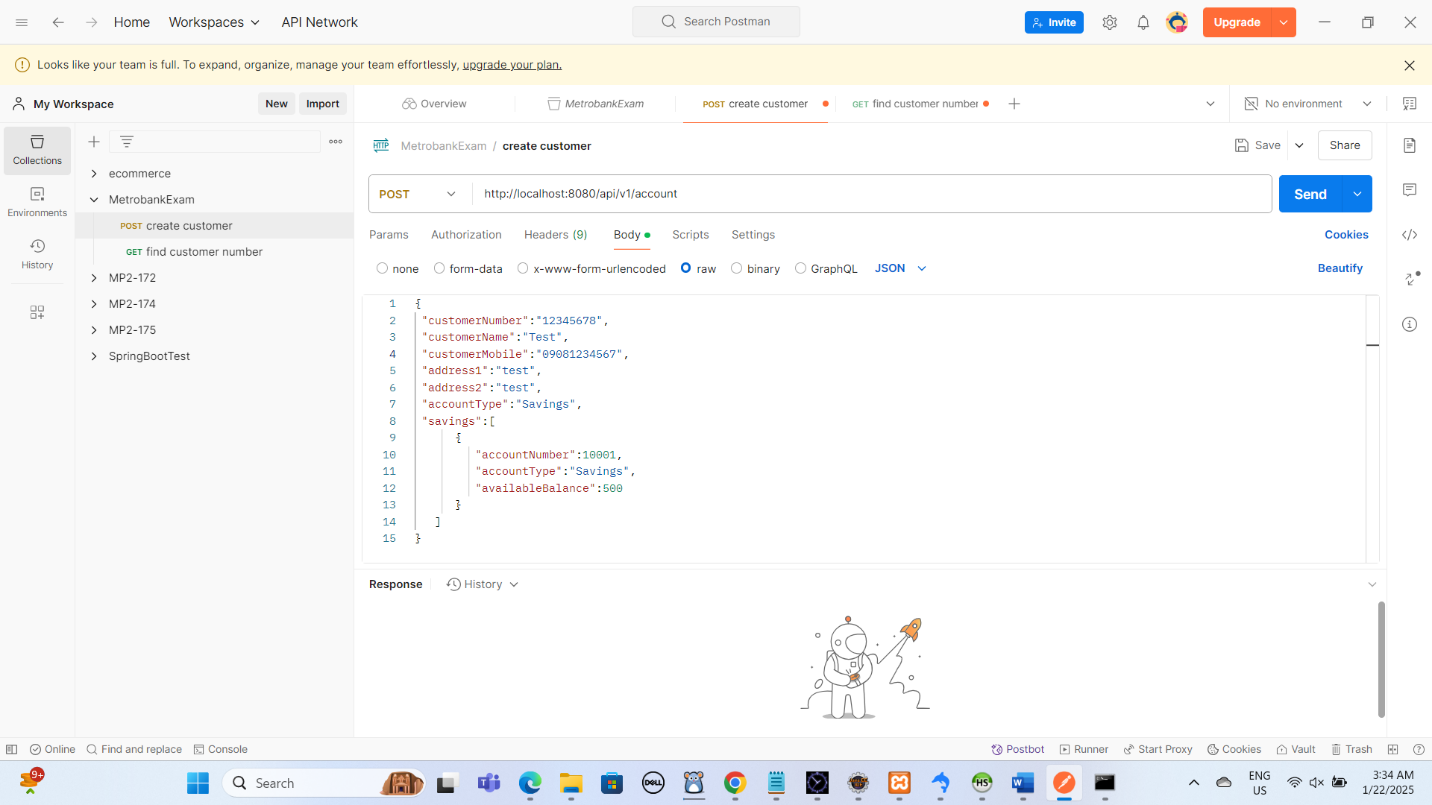 Home
Workspaces
API Network
Search Postman
Invite
Upgrade
Looks like your team is full. To expand, organize, manage your team effortlessly, upgrade your plan.
My Workspace
New
Import
Overview
MetrobankExam
POST create customer
GET find customer number
No environment
Collections
Environments
History
ecommerce
MetrobankExam
POST create customer
GET find customer number
MP2-172
MP2-174
MP2-175
SpringBootTest
HTTP MetrobankExam / create customer
Save
Share
POST
http://localhost:8080/api/v1/account
Send
Params
Authorization
Headers (9)
Body
Scripts
Settings
Cookies
none
form-data
x-www-form-urlencoded
raw
binary
GraphQL
JSON
Beautify
1 {
2 "customerNumber":"12345678",
3 "customerName":"Test",
4 "customerMobile":"09081234567",
5 "address1":"test",
6 "address2":"test",
7 "accountType":"Savings",
8 "savings":[
9 {
10 "accountNumber":10001,
11 "accountType":"Savings",
12 "availableBalance":500
13 }
14 ]
15 }
Response
History
Online
Find and replace
Console
Postbot
Runner
Start Proxy
Cookies
Vault
Trash
9+
Search
DELL
HS
W
ENG
US
3:34 AM
1/22/2025